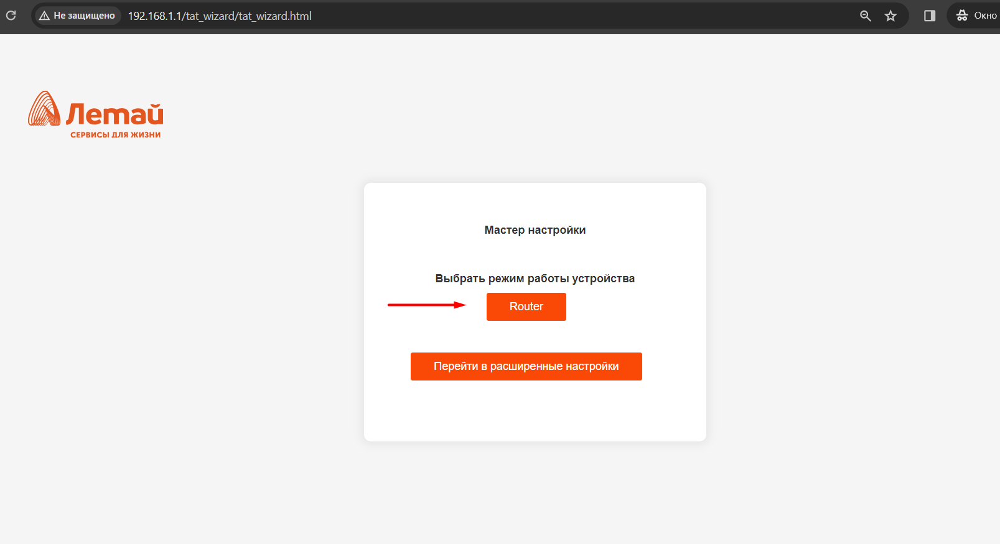 Не защищено 192.168.1.1/tat_wizard/tat_wizard.html Окно
Летай
СЕРВИСЫ ДЛЯ ЖИЗНИ
Мастер настройки
Выбрать режим работы устройства
Router
Перейти в расширенные настройки